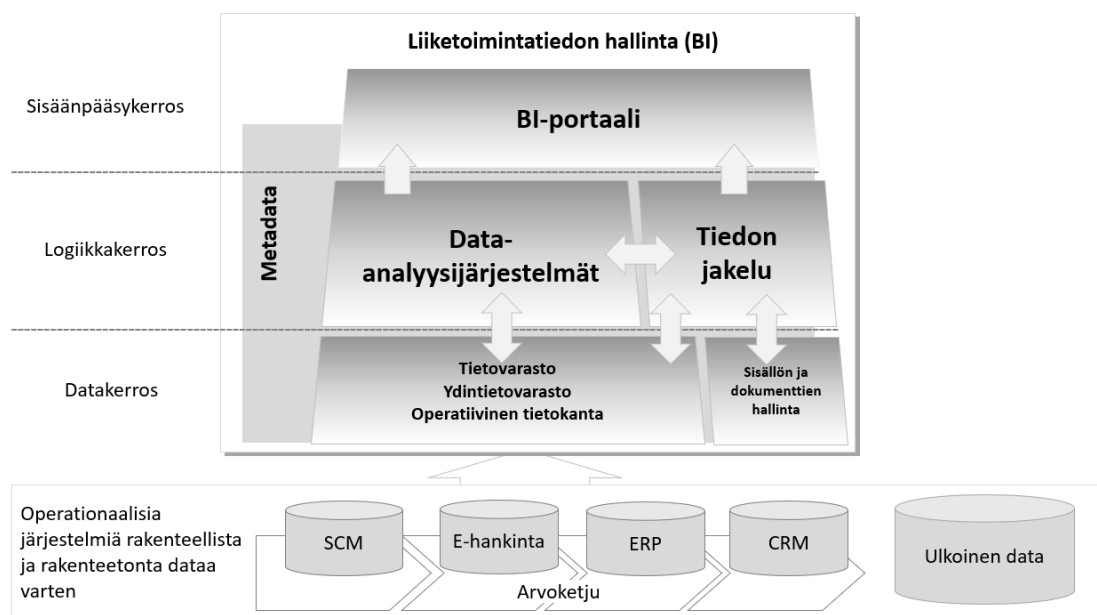 Liiketoimintatiedon hallinta (BI)
Sisäänpääsykerros
BI-portaali
Metadata
Logiikkakerros
Data-
analyysijärjestelmät
Tiedon
jakelu
Datakerros
Tietovarasto
Ydintietovarasto
Operatiivinen tietokanta
Sisällön ja
dokumenttien
hallinta
Operationaalisia
järjestelmiä rakenteellista
ja rakenteetonta dataa
varten
SCM
E-hankinta
ERP
CRM
Arvoketju
Ulkoinen data